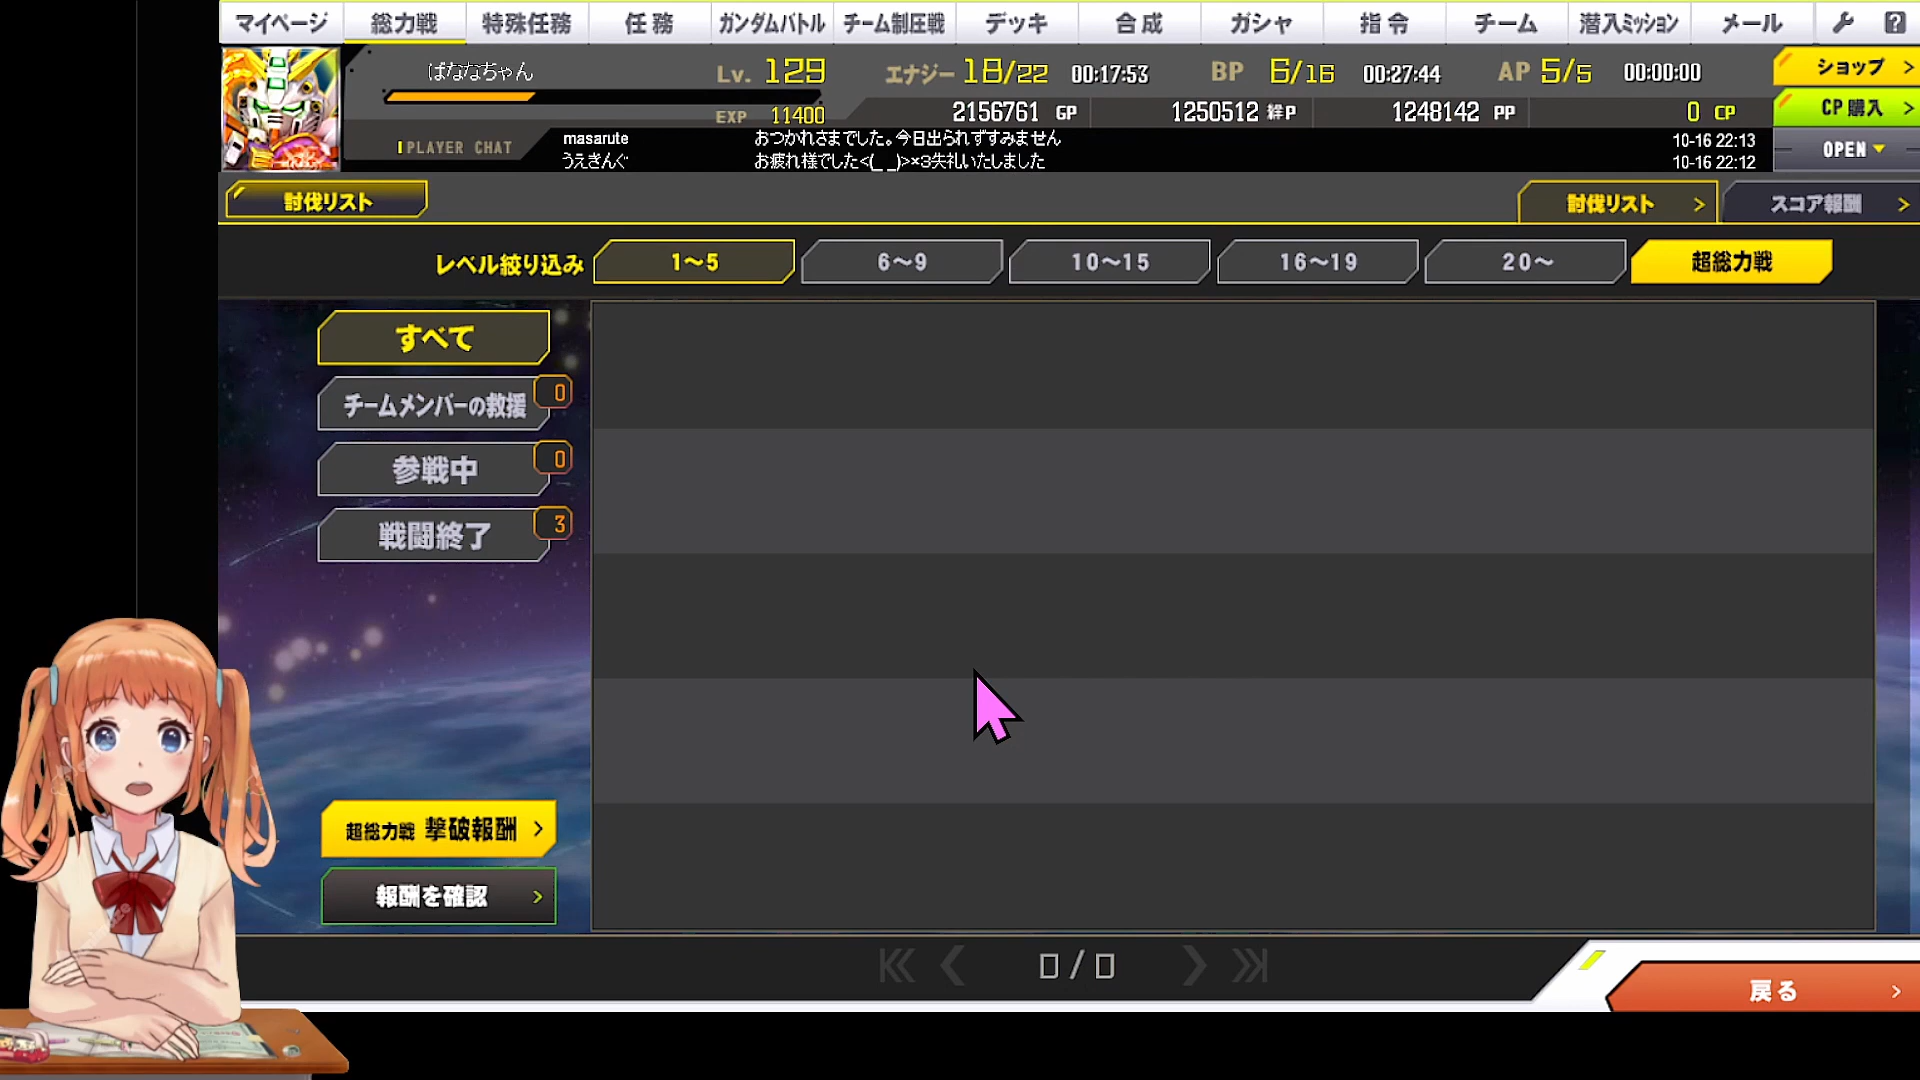 マイページ 総力戦 特殊任務 任務 ガンダムバトル チーム制圧戦 デッキ 合成 ガシャ 指令 チーム 潜入ミッション メール ?
ばななちゃん Lv. 129 エナジー 18/22 00:17:53 BP 6/16 00:27:44 AP 5/5 00:00:00 ショップ >
EXP 11400 2156761 GP 1250512 絆P 1248142 PP 0 CP CP購入 >
PLAYER CHAT masarute おつかれさまでした。今日出られずすみません 10-16 22:13
うえきんぐ お疲れ様でした<(_ _)>×3失礼いたしました 10-16 22:12
OPEN
討伐リスト 討伐リスト > スコア報酬 >
レベル絞り込み 1～5 6～9 10～15 16～19 20～ 超総力戦
すべて
チームメンバーの救援 0
参戦中 0
戦闘終了 3
超総力戦 撃破報酬 >
報酬を確認 >
0/0
戻る >